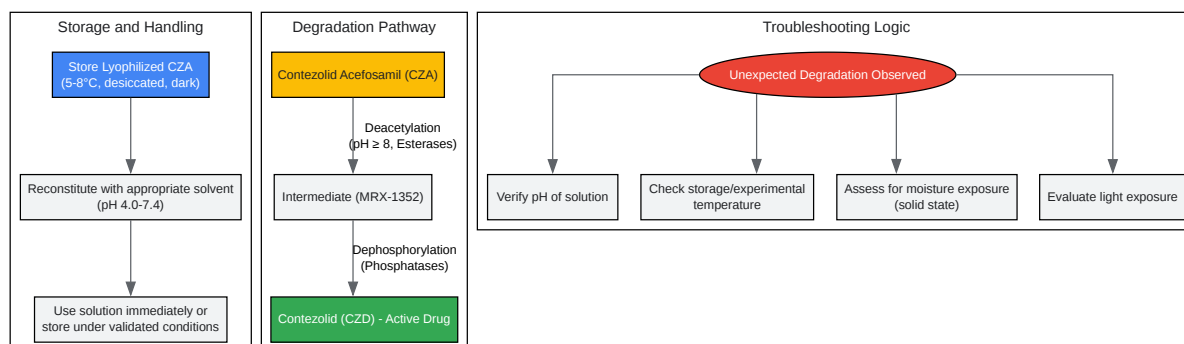 Storage and Handling
Store Lyophilized CZA
(5-8°C, desiccated, dark)
Reconstitute with appropriate solvent
(pH 4.0-7.4)
Use solution immediately or
store under validated conditions
Degradation Pathway
Contezolid Acefosamil (CZA)
Deacetylation
(pH ≥ 8, Esterases)
Intermediate (MRX-1352)
Dephosphorylation
(Phosphatases)
Contezolid (CZD) - Active Drug
Troubleshooting Logic
Unexpected Degradation Observed
Verify pH of solution
Check storage/experimental
temperature
Assess for moisture exposure
(solid state)
Evaluate light exposure